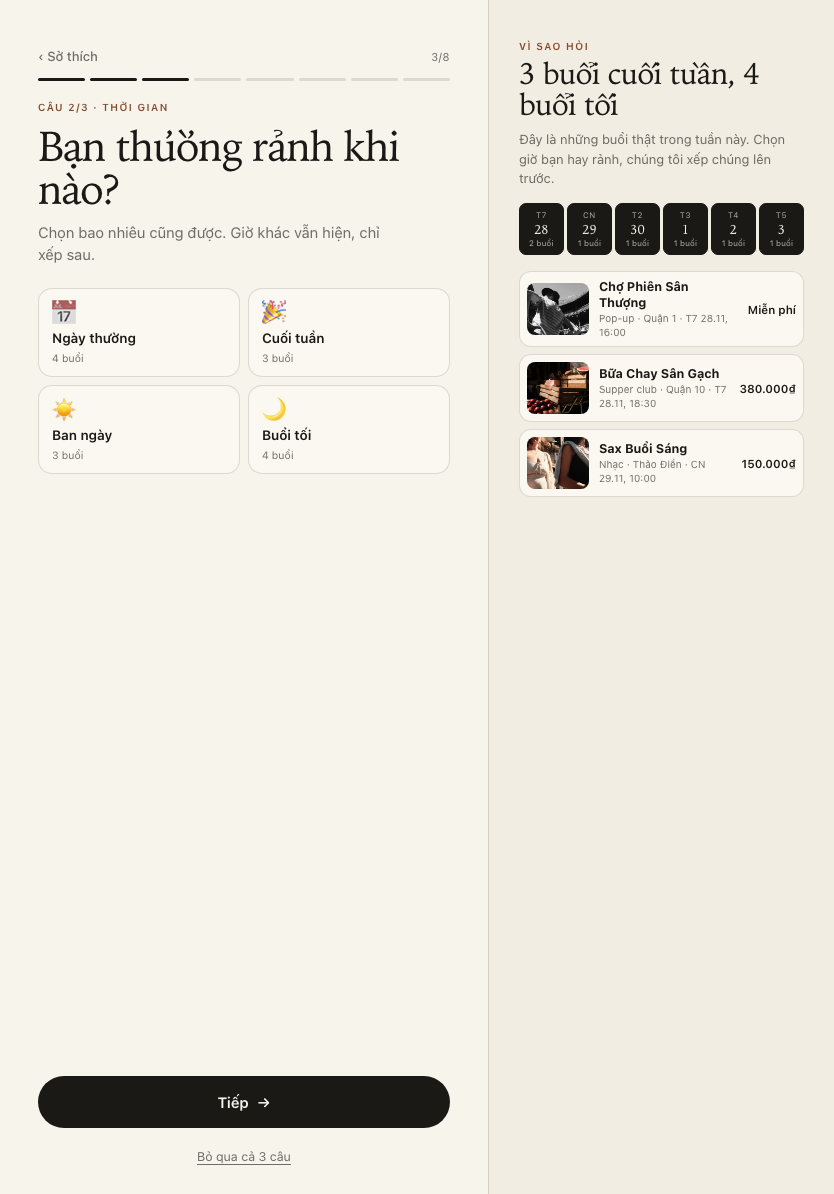 ‹ Sở thích
3/8
CÂU 2/3 · THỜI GIAN
Bạn thường rảnh khi
nào?
Chọn bao nhiêu cũng được. Giờ khác vẫn hiện, chỉ
xếp sau.
17
Ngày thường
4 buổi
Cuối tuần
3 buổi
Ban ngày
3 buổi
Buổi tối
4 buổi
Tiếp →
Bỏ qua cả 3 câu
VÌ SAO HỎI
3 buổi cuối tuần, 4
buổi tối
Đây là những buổi thật trong tuần này. Chọn
giờ bạn hay rảnh, chúng tôi xếp chúng lên
trước.
T7
28
2 buổi
CN
29
1 buổi
T2
30
1 buổi
T3
1
1 buổi
T4
2
1 buổi
T5
3
1 buổi
Chợ Phiên Sân
Thượng
Pop-up · Quận 1 · T7 28.11,
16:00
Miễn phí
Bữa Chay Sân Gạch
Supper club · Quận 10 · T7
28.11, 18:30
380.000₫
Sax Buổi Sáng
Nhạc · Thảo Điền · CN
29.11, 10:00
150.000₫